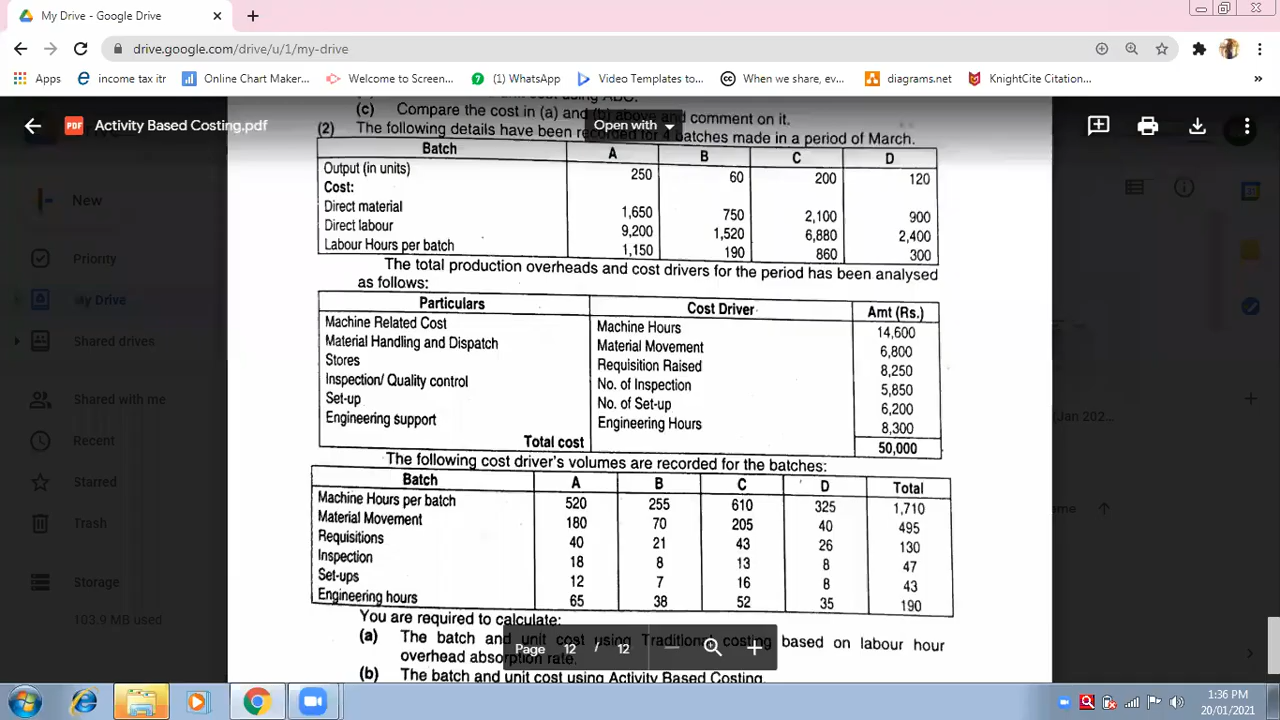 My Drive - Google Drive
drive.google.com/drive/u/1/my-drive
Apps income tax itr Online Chart Maker... Welcome to Screen... (1) WhatsApp Video Templates to... When we share, ev... diagrams.net KnightCite Citation... »
(c) Compare the cost in (a) and (b) above and comment on it.
PDF Activity Based Costing.pdf Open with
(2) The following details have been recorded for 4 batches made in a period of March.
Batch A B C D
Output (in units) 250 60 200 120
Cost:
Direct material 1,650 750 2,100 900
Direct labour 9,200 1,520 6,880 2,400
Labour Hours per batch 1,150 190 860 300
The total production overheads and cost drivers for the period has been analysed
as follows:
Particulars Cost Driver Amt (Rs.)
Machine Related Cost Machine Hours 14,600
Material Handling and Dispatch Material Movement 6,800
Stores Requisition Raised 8,250
Inspection/ Quality control No. of Inspection 5,850
Set-up No. of Set-up 6,200
Engineering support Engineering Hours 8,300
Total cost 50,000
The following cost driver's volumes are recorded for the batches:
Batch A B C D Total
Machine Hours per batch 520 255 610 325 1,710
Material Movement 180 70 205 40 495
Requisitions 40 21 43 26 130
Inspection 18 8 13 8 47
Set-ups 12 7 16 8 43
Engineering hours 65 38 52 35 190
You are required to calculate:
(a) The batch and unit cost using Traditional costing based on labour hour
overhead absorption rate.
(b) The batch and unit cost using Activity Based Costing.
Page 12 / 12
New
Priority
My Drive
Shared drives
Shared with me
Recent
Starred
Trash
Storage
103.9 MB used
(Jan 202...
1:36 PM
20/01/2021